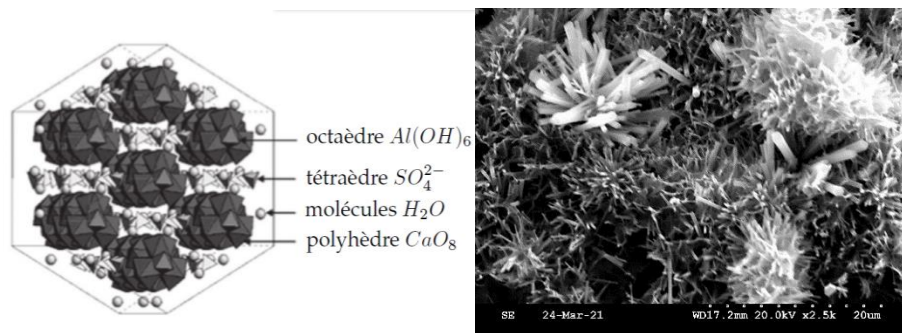 octaèdre Al(OH)₆
tétraèdre SO₄²⁻
molécules H₂O
polyhèdre CaO₈
SE 24-Mar-21 WD17.2mm 20.0kV x2.5k 20um